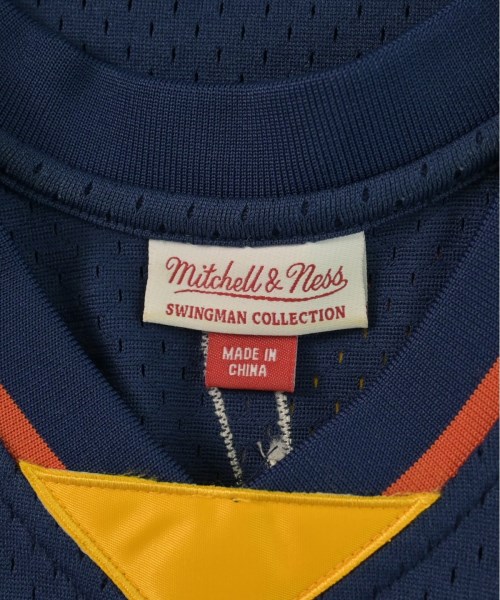 Mitchell & Ness
SWINGMAN COLLECTION
MADE IN
CHINA